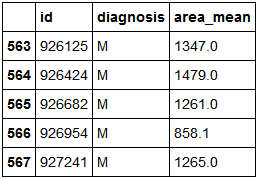 id diagnosis area_mean
563 926125 M 1347.0
564 926424 M 1479.0
565 926682 M 1261.0
566 926954 M 858.1
567 927241 M 1265.0